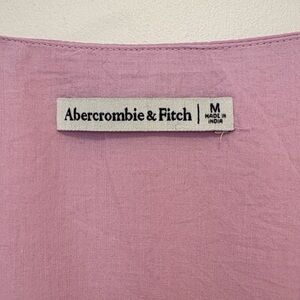 Abercrombie & Fitch | M
MADE IN
INDIA